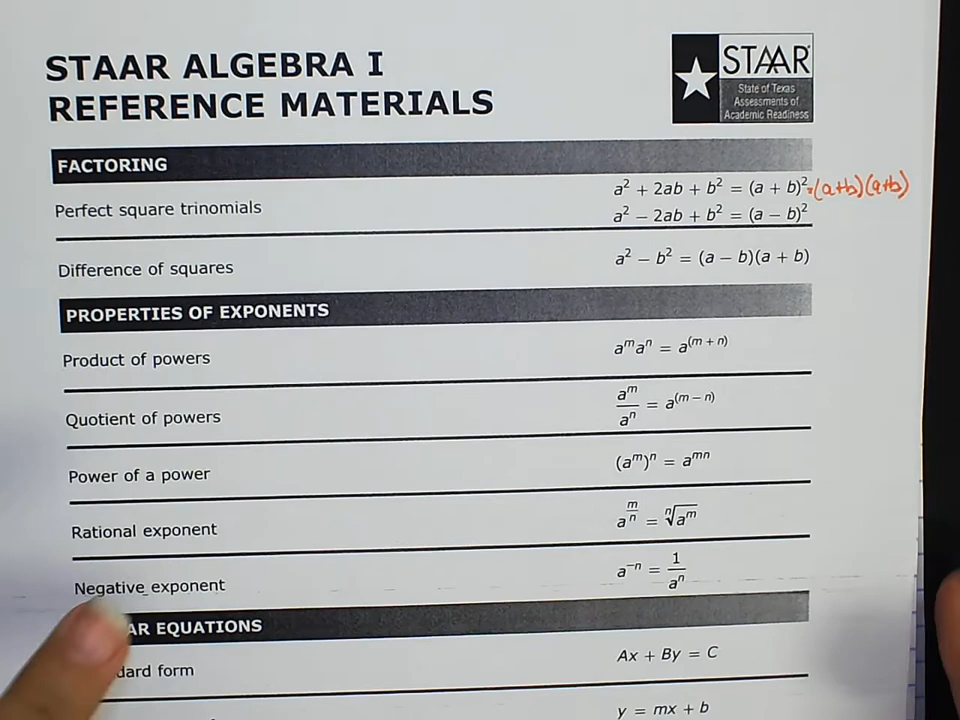 STAAR ALGEBRA I
REFERENCE MATERIALS
STAAR
State of Texas
Assessments of
Academic Readiness
FACTORING
Perfect square trinomials
a² + 2ab + b² = (a + b)² = (a+b)(a+b)
a² − 2ab + b² = (a − b)²
Difference of squares
a² − b² = (a − b)(a + b)
PROPERTIES OF EXPONENTS
Product of powers
aᵐaⁿ = a⁽ᵐ ⁺ ⁿ⁾
Quotient of powers
aᵐ/aⁿ = a⁽ᵐ ⁻ ⁿ⁾
Power of a power
(aᵐ)ⁿ = aᵐⁿ
Rational exponent
a^(m/n) = ⁿ√aᵐ
Negative exponent
a⁻ⁿ = 1/aⁿ
AR EQUATIONS
dard form
Ax + By = C
y = mx + b